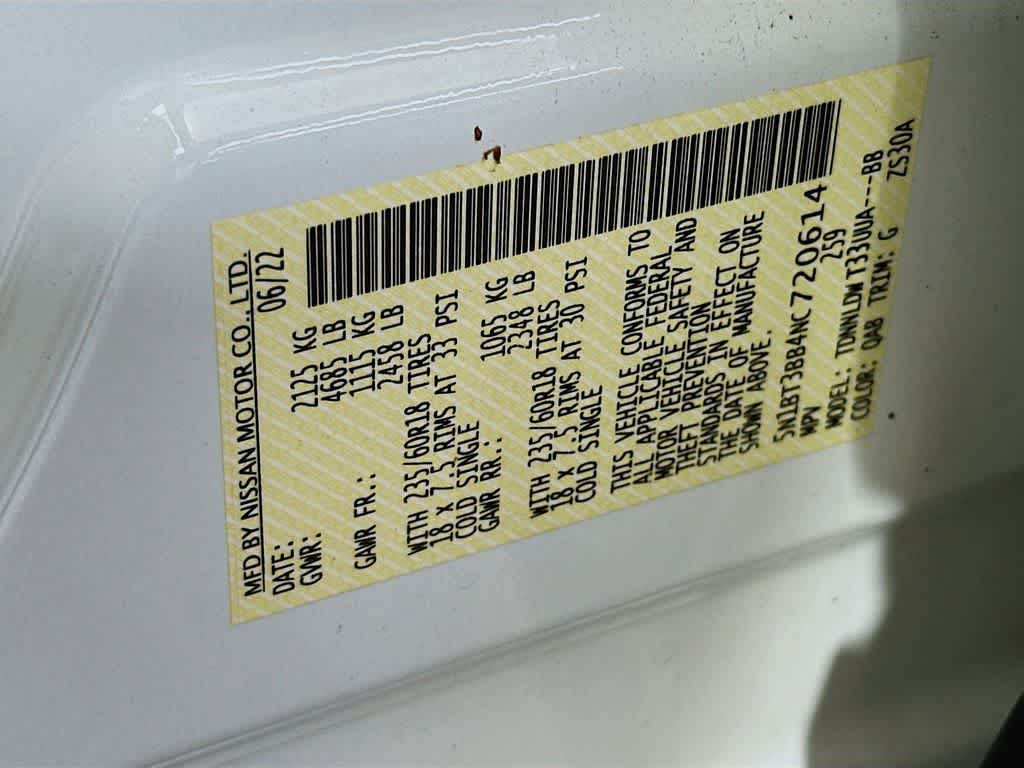 MFD BY NISSAN MOTOR CO., LTD.
DATE: 06/22
GVWR: 2125 KG
4685 LB
GAWR FR.: 1115 KG
2458 LB
WITH 235/60R18 TIRES
18 x 7.5 RIMS AT 33 PSI
COLD SINGLE
GAWR RR.: 1065 KG
2348 LB
WITH 235/60R18 TIRES
18 x 7.5 RIMS AT 30 PSI
COLD SINGLE
THIS VEHICLE CONFORMS TO
ALL APPLICABLE FEDERAL
MOTOR VEHICLE SAFETY AND
THEFT PREVENTION
STANDARDS IN EFFECT ON
THE DATE OF MANUFACTURE
SHOWN ABOVE.
5N1BT3BB4NC720614
MPV 259
MODEL: TDNNLDWT33UUA---BB
COLOR: QAB TRIM: G ZS30A